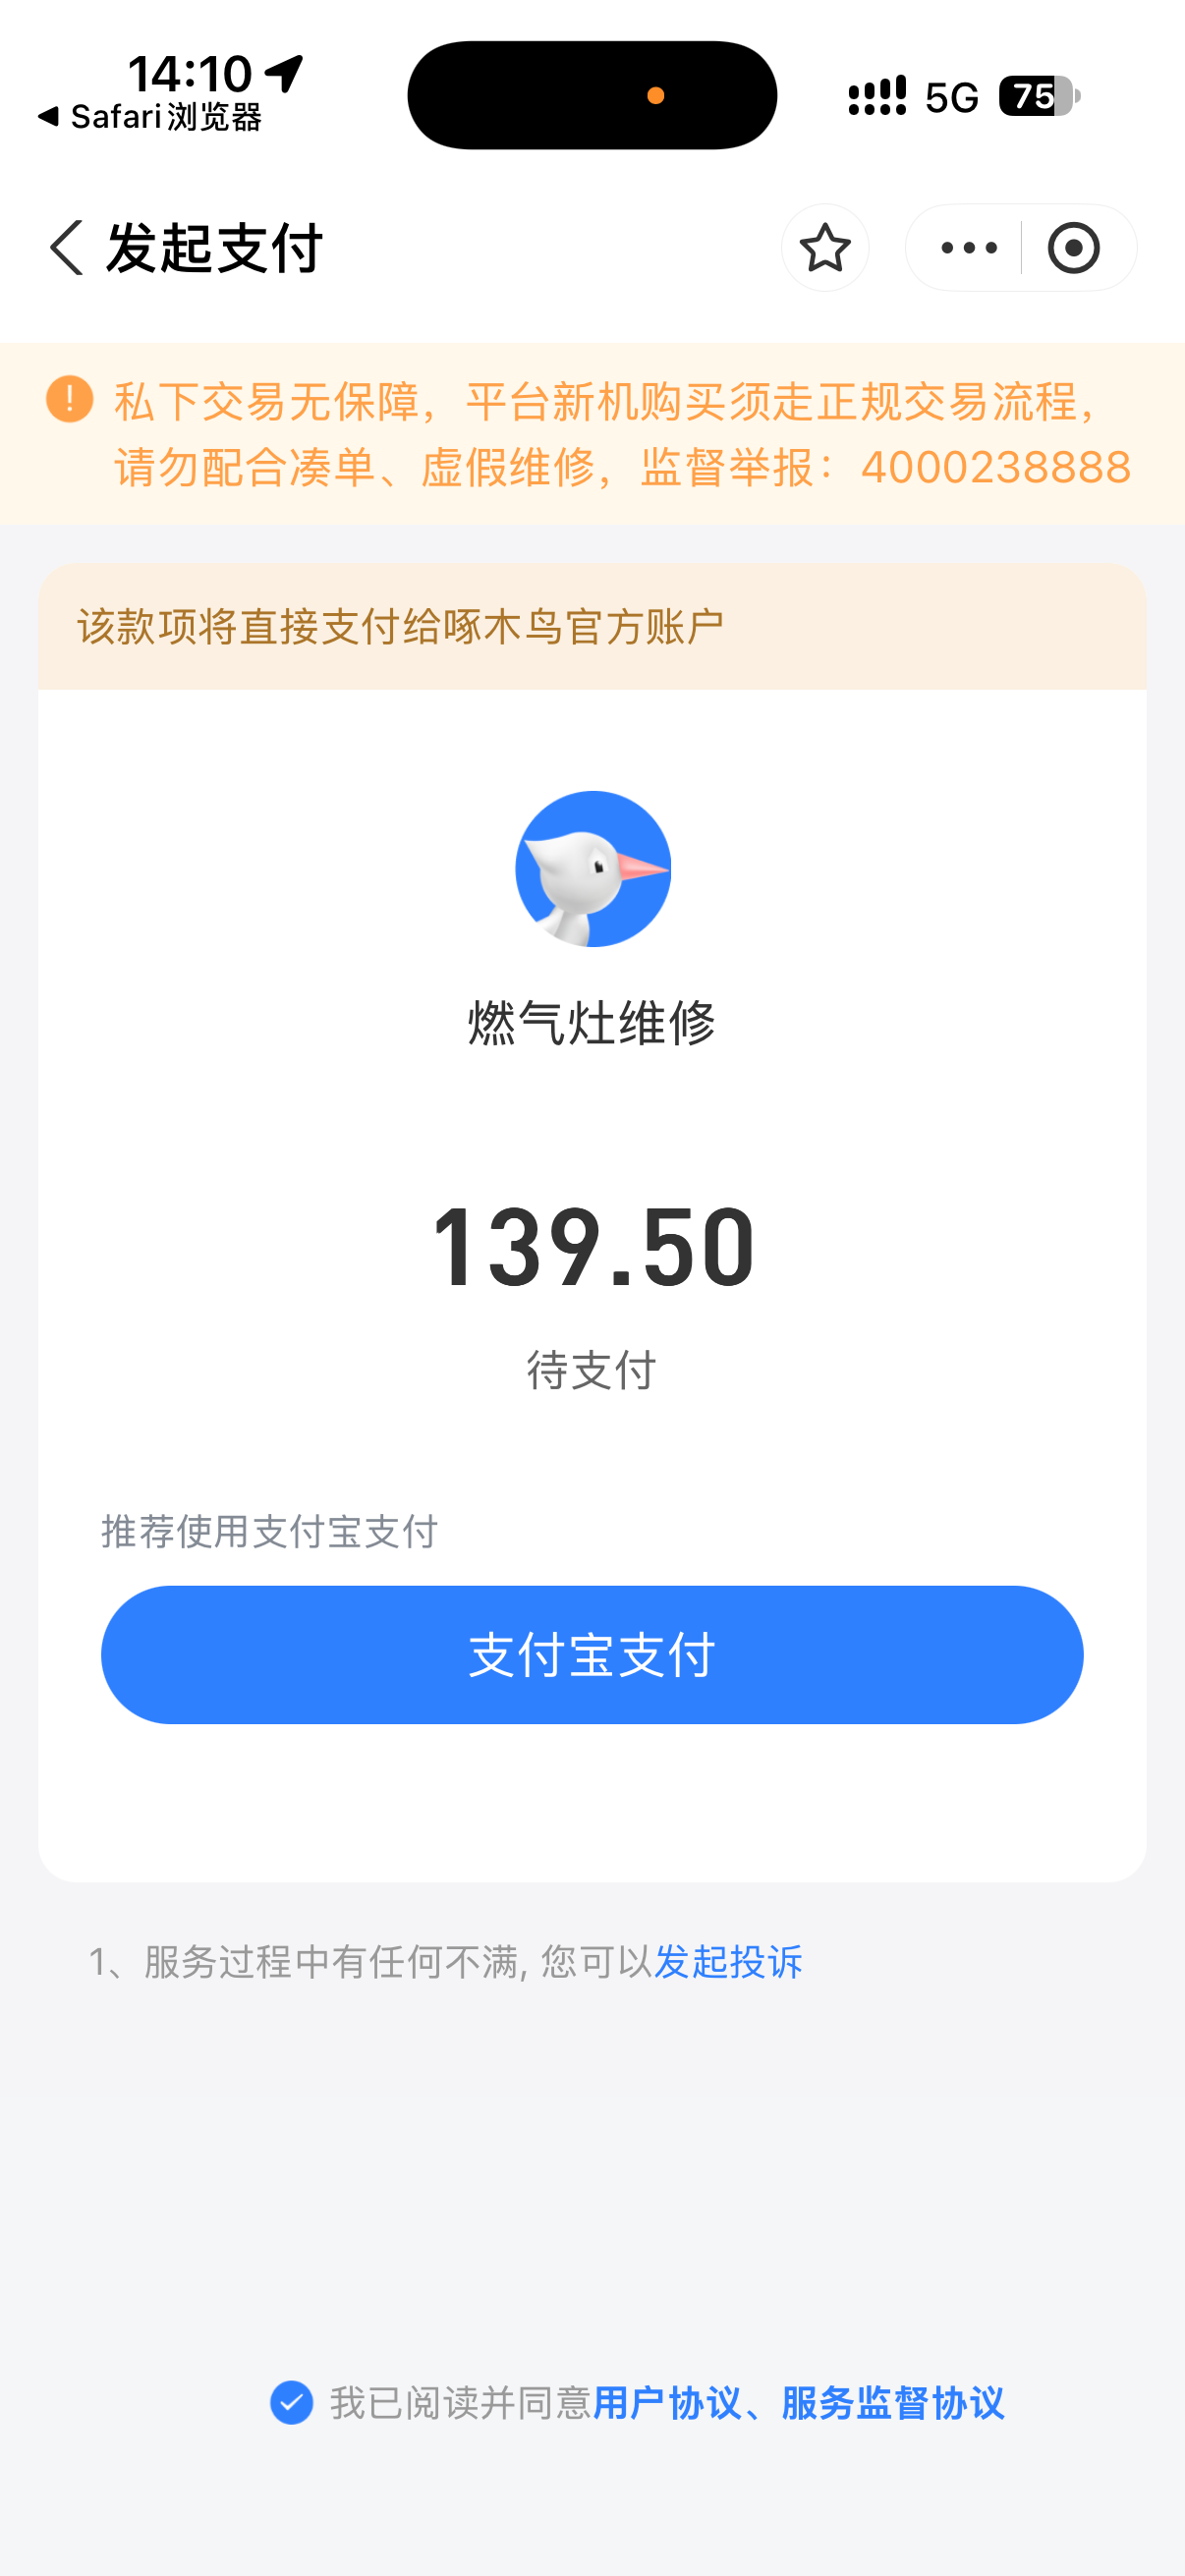 14:10
Safari浏览器
5G
75
发起支付
私下交易无保障，平台新机购买须走正规交易流程，
请勿配合凑单、虚假维修，监督举报：4000238888
该款项将直接支付给啄木鸟官方账户
燃气灶维修
139.50
待支付
推荐使用支付宝支付
支付宝支付
1、服务过程中有任何不满, 您可以发起投诉
我已阅读并同意用户协议、服务监督协议